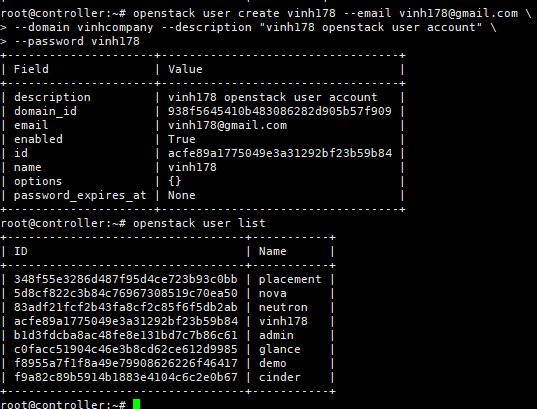 root@controller:~# openstack user create vinh178 --email vinh178@gmail.com \
> --domain vinhcompany --description "vinh178 openstack user account" \
> --password vinh178
+---------------------+----------------------------------+
| Field               | Value                            |
+---------------------+----------------------------------+
| description         | vinh178 openstack user account   |
| domain_id           | 938f5645410b483086282d905b57f909 |
| email               | vinh178@gmail.com                |
| enabled             | True                             |
| id                  | acfe89a1775049e3a31292bf23b59b84 |
| name                | vinh178                          |
| options             | {}                               |
| password_expires_at | None                             |
+---------------------+----------------------------------+
root@controller:~# openstack user list
+----------------------------------+-----------+
| ID                               | Name      |
+----------------------------------+-----------+
| 348f55e3286d487f95d4ce723b93c0bb | placement |
| 5d8cf822c3b84c76967308519c70ea50 | nova      |
| 83adf21fcf2b43fa8cf2c85f6f5db2ab | neutron   |
| acfe89a1775049e3a31292bf23b59b84 | vinh178   |
| b1d3fdcba8ac48fe8e131bd7c7b86c61 | admin     |
| c0facc51904c46e3b8cd62ce612d9985 | glance    |
| f8955a7f1f8a49e79908626226f46417 | demo      |
| f9a82c89b5914b1883e4104c6c2e0b67 | cinder    |
+----------------------------------+-----------+
root@controller:~#